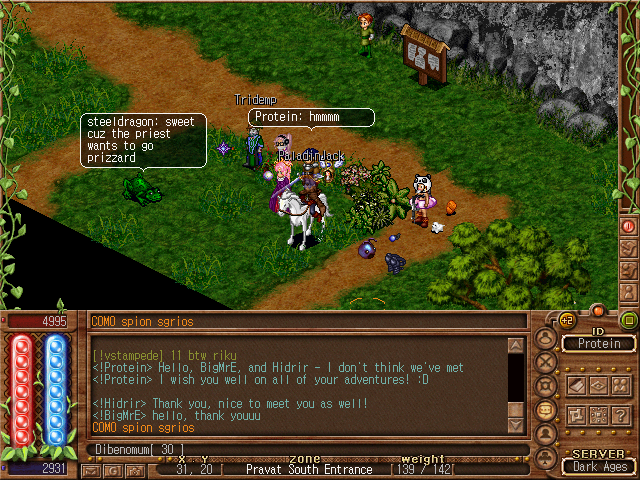 Trtdemp
Protein: hmmmm
steeldragon: sweet
cuz the priest
wants to go
prizzard
PaladinJack
4995
COMO spion sgrios
+2
ID
Protein
[!vstampede] 11 btw riku
<!Protein> Hello, BigMrE, and Hidrir - I don't think we've met
<!Protein> I wish you well on all of your adventures! :D
<!Hidrir> Thank you, nice to meet you as well!
<!BigMrE> hello, thank youuu
COMO spion sgrios
Dibenomum[ 30 ]
X Y zone weight
SERVER
2931
31, 20
Pravat South Entrance
[139 / 142[
Dark Ages